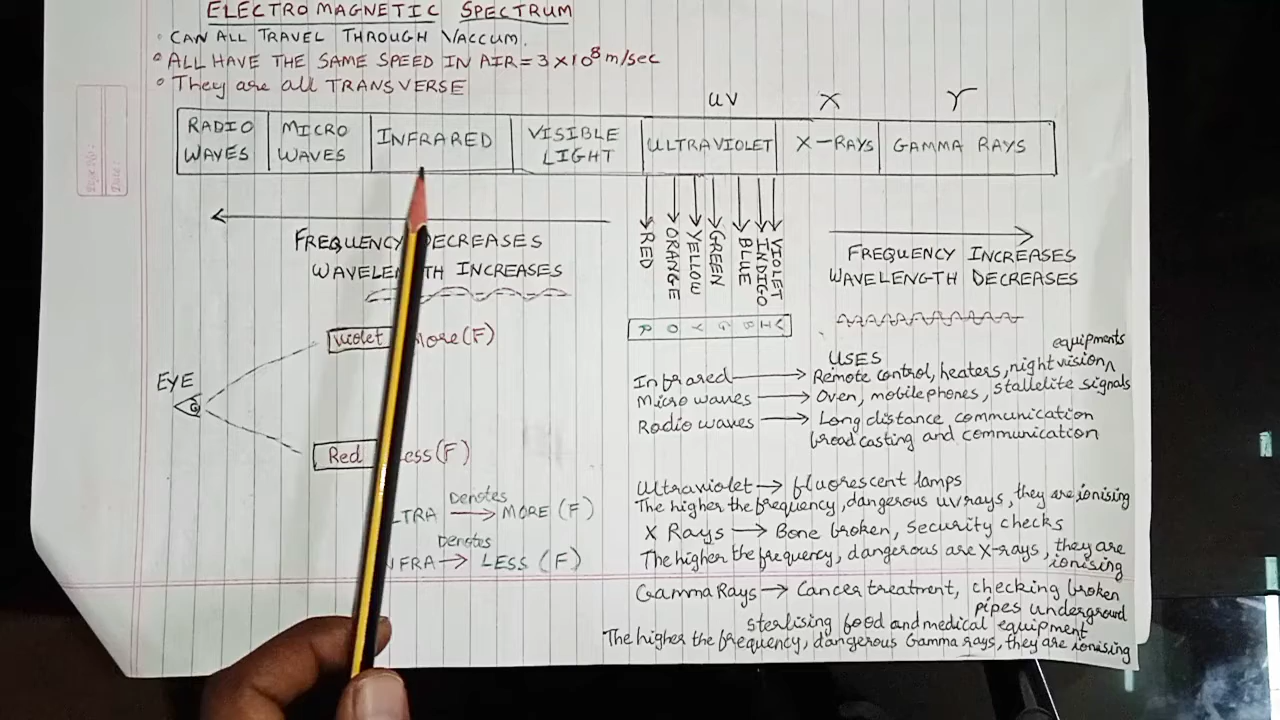 ELECTROMAGNETIC SPECTRUM
CAN ALL TRAVEL THROUGH VACCUM.
ALL HAVE THE SAME SPEED IN AIR = 3 × 10⁸ m/sec
They are all TRANSVERSE
UV X γ
RADIO WAVES MICRO WAVES INFRARED VISIBLE LIGHT ULTRAVIOLET X-RAYS GAMMA RAYS
RED ORANGE YELLOW GREEN BLUE INDIGO VIOLET
FREQUENCY DECREASES
WAVELENGTH INCREASES
FREQUENCY INCREASES
WAVELENGTH DECREASES
R O Y G B I V
EYE
Violet More (F)
Red Less (F)
LTRA Denotes → MORE (F)
NFRA Denotes → LESS (F)
USES
Infrared → Remote control, heaters, night vision equipments
Micro waves → Oven, mobile phones, stallelite signals
Radio waves → Long distance communication
broad casting and communication
Ultraviolet → fluorescent lamps
The higher the frequency, dangerous uv rays, they are ionising
X Rays → Bone broken, security checks
The higher the frequency, dangerous are X-rays, they are
ionising
Gamma Rays → Cancer treatment, checking broken
pipes underground
sterlising food and medical equipment
The higher the frequency, dangerous Gamma rays, they are ionising